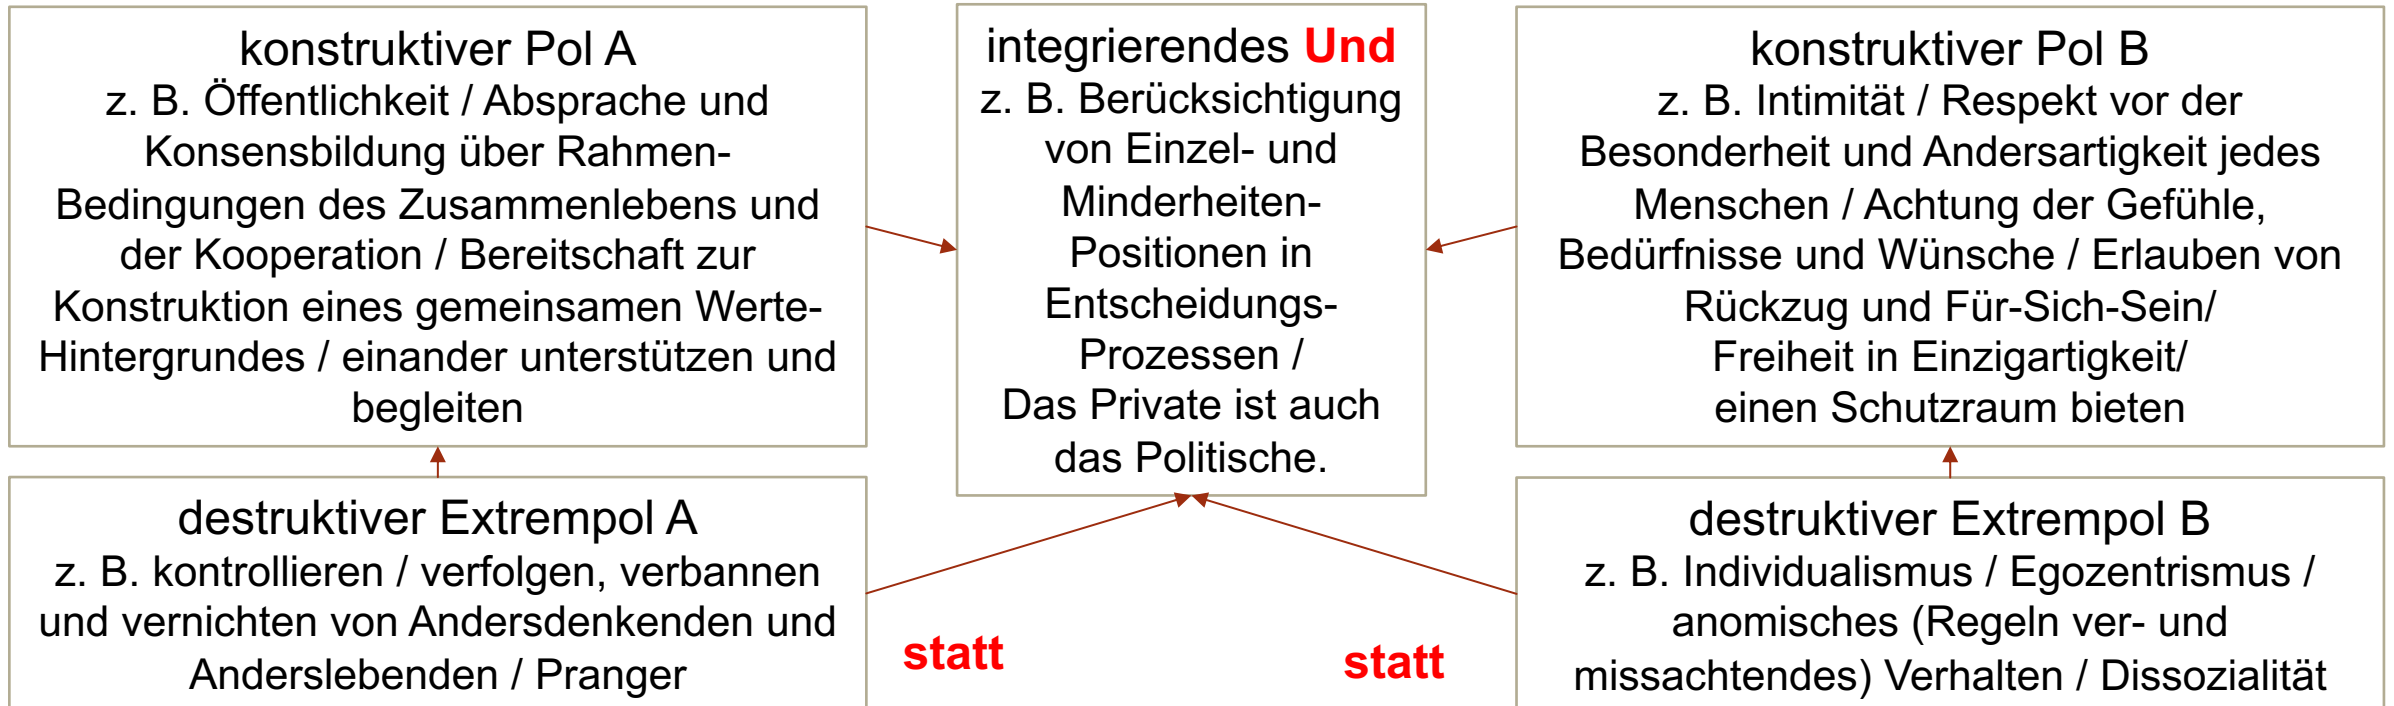 konstruktiver Pol A
z. B. Öffentlichkeit / Absprache und
Konsensbildung über Rahmen-
Bedingungen des Zusammenlebens und
der Kooperation / Bereitschaft zur
Konstruktion eines gemeinsamen Werte-
Hintergrundes / einander unterstützen und
begleiten
integrierendes Und
z. B. Berücksichtigung
von Einzel- und
Minderheiten-
Positionen in
Entscheidungs-
Prozessen /
Das Private ist auch
das Politische.
konstruktiver Pol B
z. B. Intimität / Respekt vor der
Besonderheit und Andersartigkeit jedes
Menschen / Achtung der Gefühle,
Bedürfnisse und Wünsche / Erlauben von
Rückzug und Für-Sich-Sein/
Freiheit in Einzigartigkeit/
einen Schutzraum bieten
destruktiver Extrempol A
z. B. kontrollieren / verfolgen, verbannen
und vernichten von Andersdenkenden und
Anderslebenden / Pranger
statt
statt
destruktiver Extrempol B
z. B. Individualismus / Egozentrismus /
anomisches (Regeln ver- und
missachtendes) Verhalten / Dissozialität